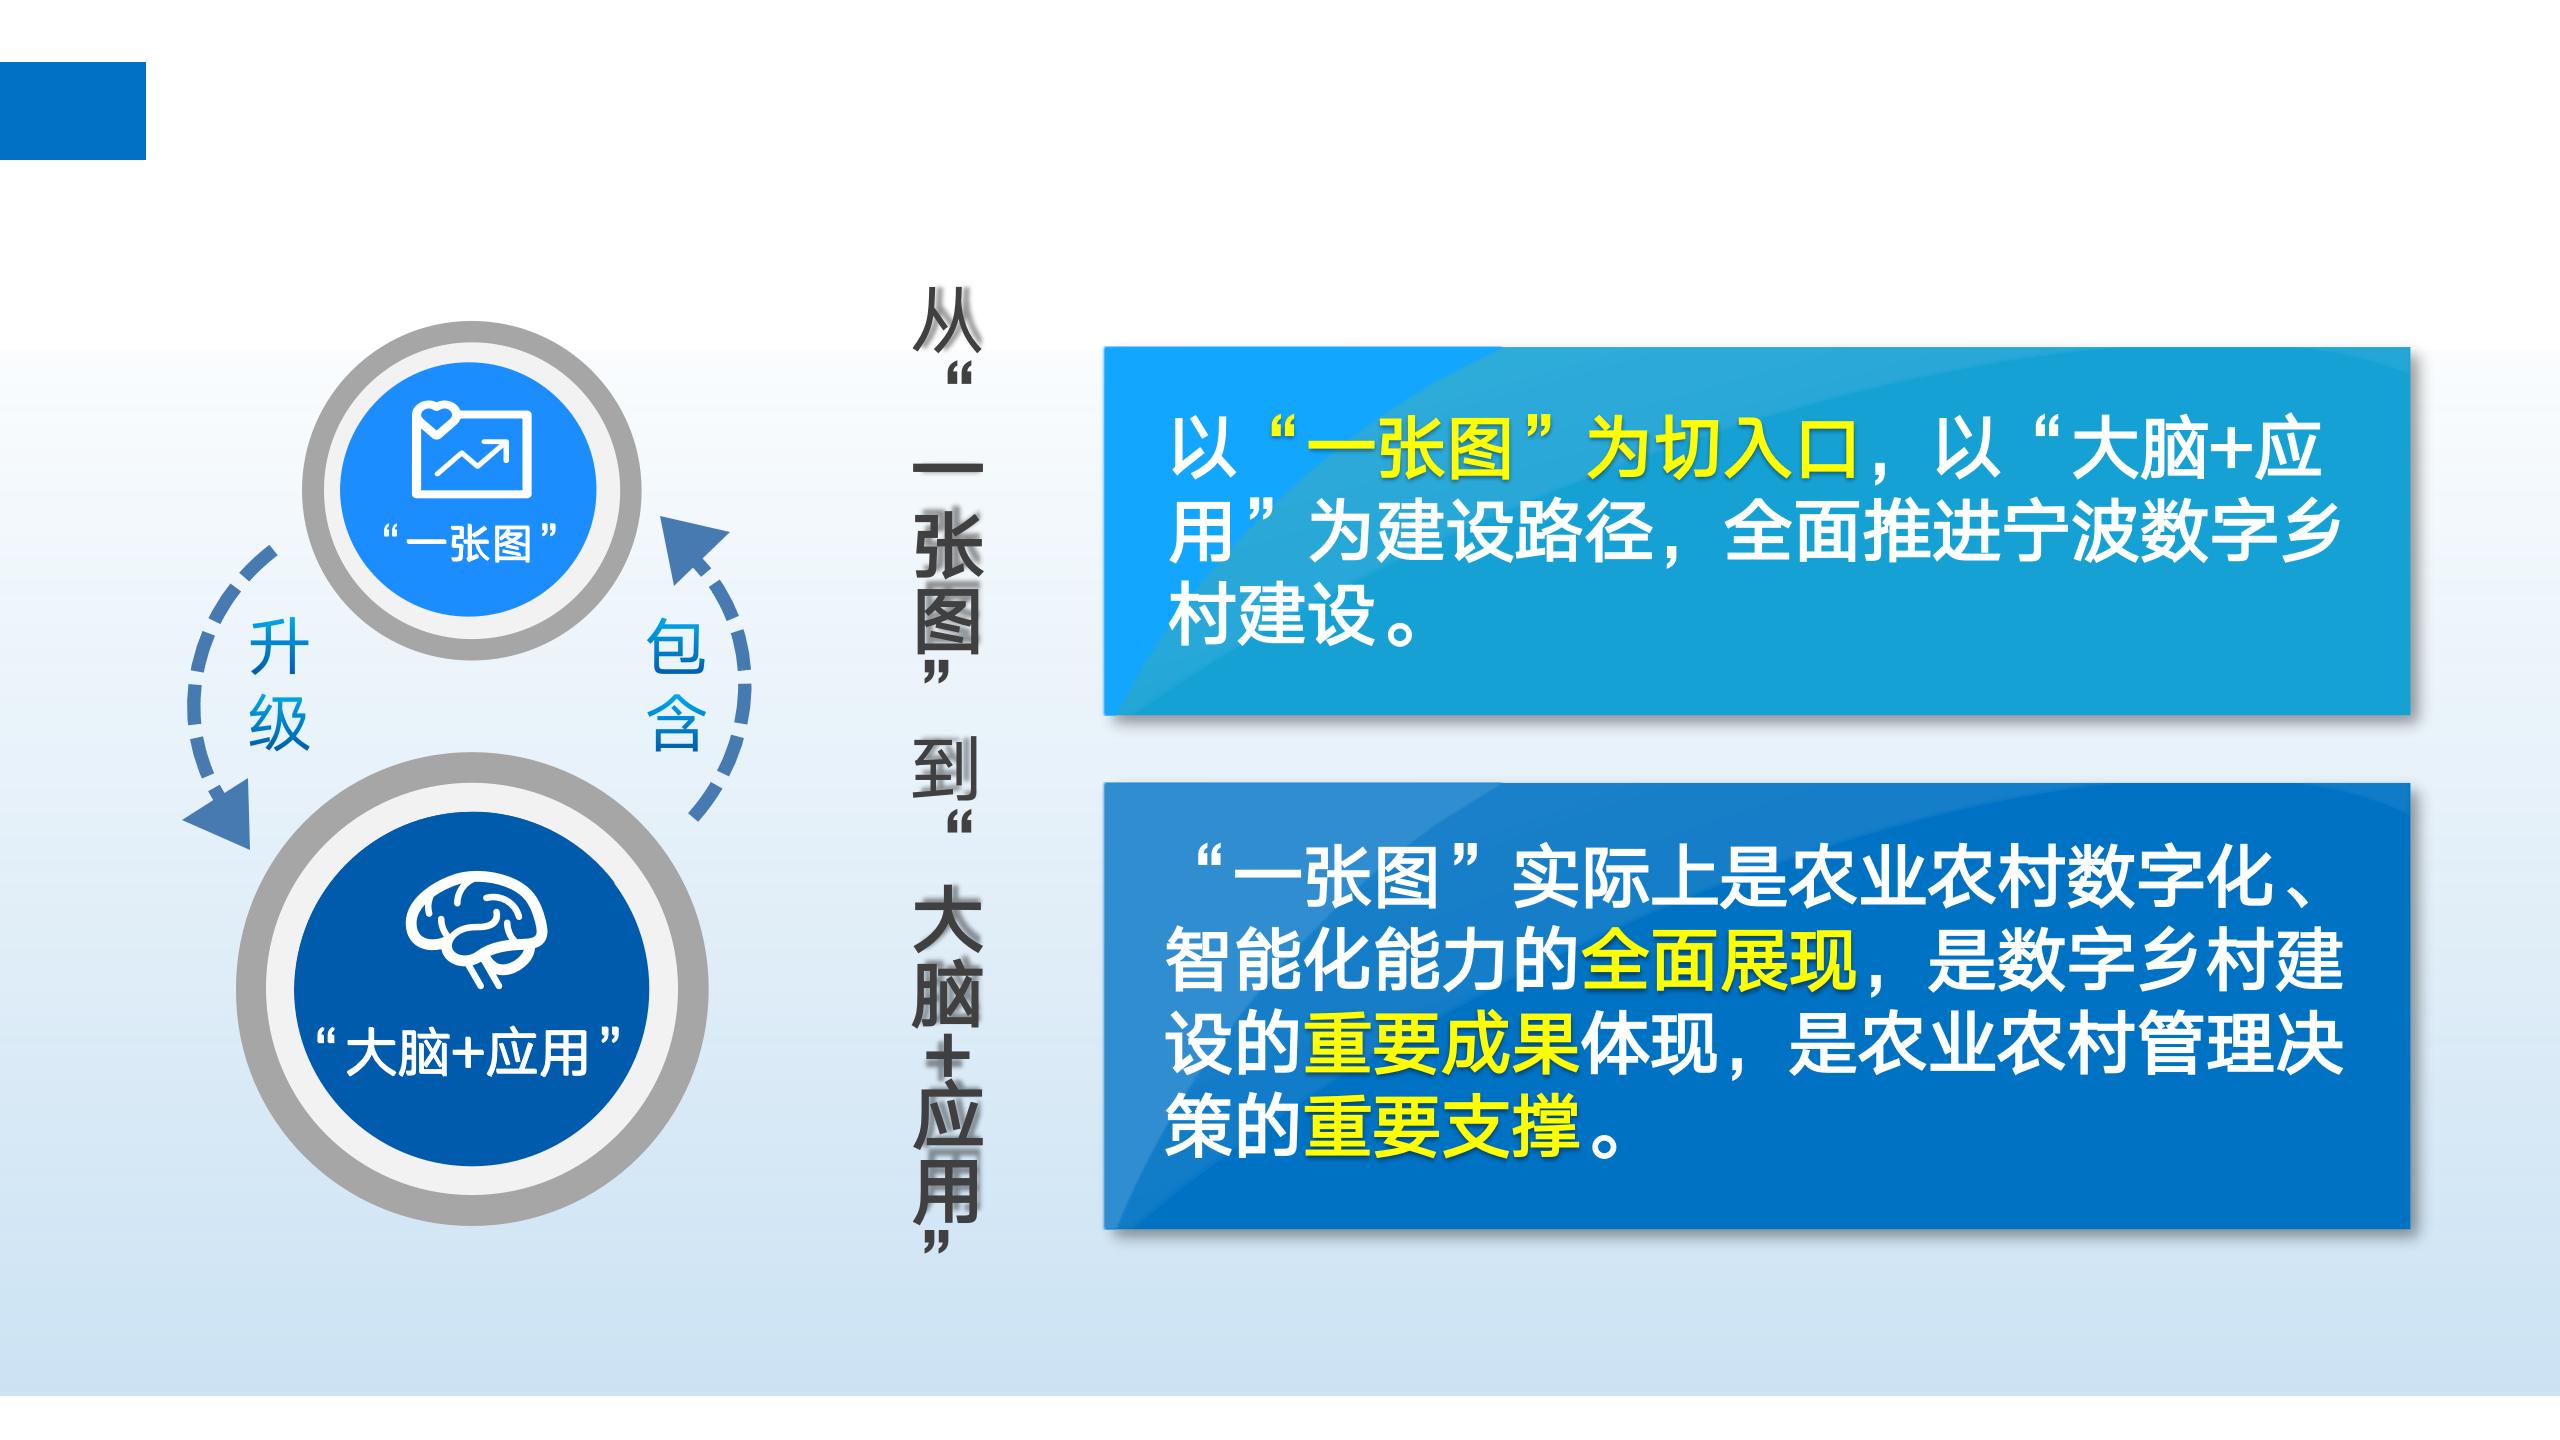 “一张图”
升级
包含
“大脑+应用”
从“一张图”到“大脑+应用”
以“一张图”为切入口，以“大脑+应
用”为建设路径，全面推进宁波数字乡
村建设。
“一张图”实际上是农业农村数字化、
智能化能力的全面展现，是数字乡村建
设的重要成果体现，是农业农村管理决
策的重要支撑。